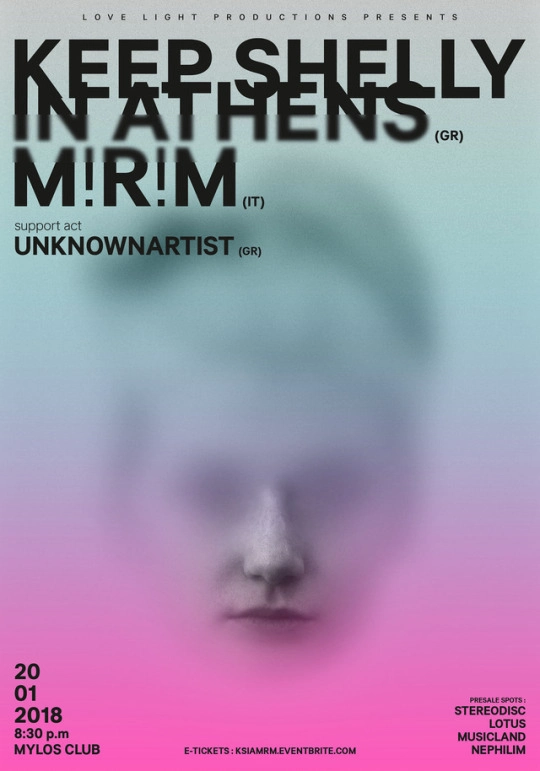 LOVE LIGHT PRODUCTIONS PRESENTS
KEEP SHELLY
IN ATHENS (GR)
M!R!M (IT)
support act
UNKNOWNARTIST (GR)
20
01
2018
8:30 p.m
MYLOS CLUB
E-TICKETS : KSIAMRM.EVENTBRITE.COM
PRESALE SPOTS :
STEREODISC
LOTUS
MUSICLAND
NEPHILIM